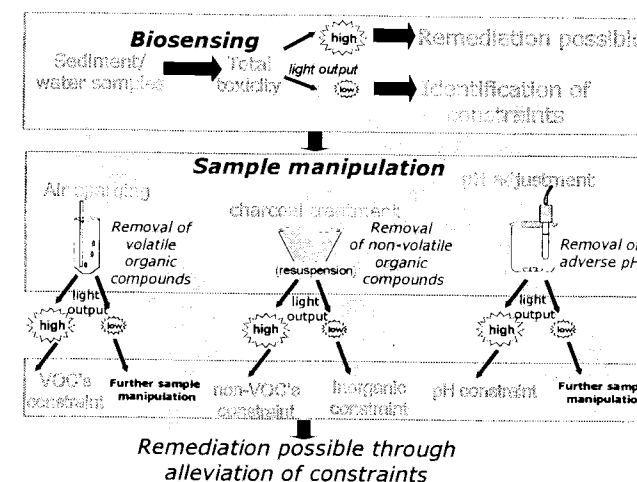 Biosensing
Sediment/
water samples
Total
toxicity
light output
high
low
Remediation possible
Identification of
constraints
Sample manipulation
Air sparging
Removal of
volatile
organic
compounds
charcoal treatment
(resuspension)
Removal
of non-volatile
organic
compounds
pH adjustment
Removal of
adverse pH
light
output
high
low
light
output
high
low
light
output
high
low
VOC's
constraint
Further sample
manipulation
non-VOC's
constraint
Inorganic
constraint
pH constraint
Further sample
manipulation
Remediation possible through
alleviation of constraints